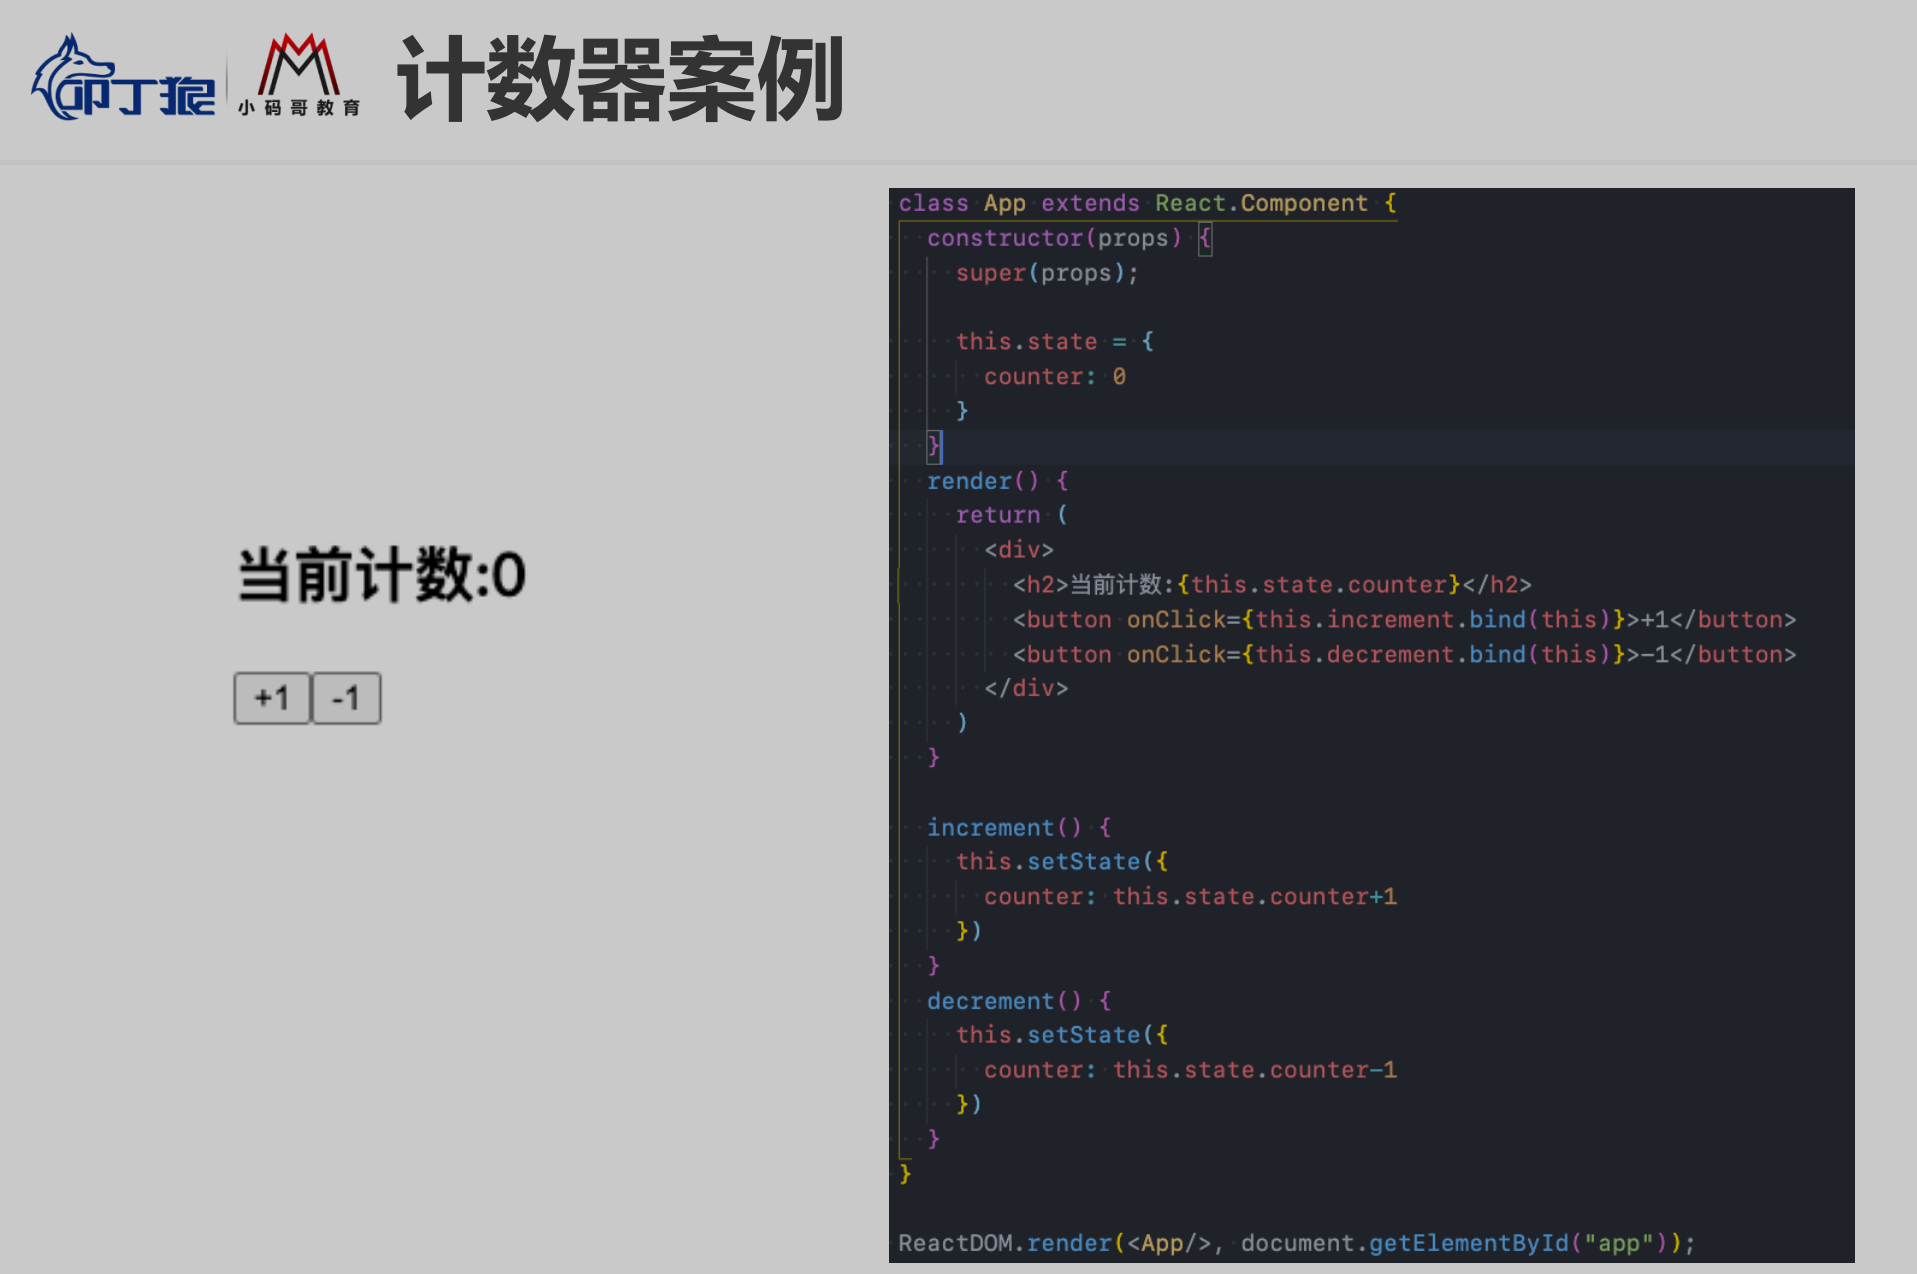 叩丁狼
小码哥教育
计数器案例
当前计数:0
+1 -1
class App extends React.Component {
constructor(props) {
super(props);
this.state = {
counter: 0
}
}
render() {
return (
<div>
<h2>当前计数:{this.state.counter}</h2>
<button onClick={this.increment.bind(this)}>+1</button>
<button onClick={this.decrement.bind(this)}>-1</button>
</div>
)
}
increment() {
this.setState({
counter: this.state.counter+1
})
}
decrement() {
this.setState({
counter: this.state.counter-1
})
}
}
ReactDOM.render(<App/>, document.getElementById("app"));